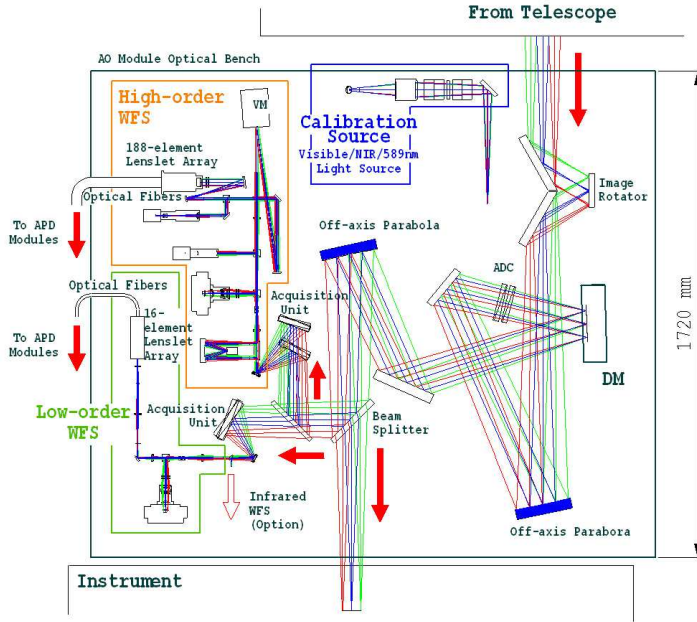 From Telescope
AO Module Optical Bench
High-order
WFS
VM
188-element
Lenslet Array
Optical Fibers
To APD
Modules
Calibration
Source
Visible/NIR/589nm
Light Source
Image
Rotator
Off-axis Parabola
ADC
DM
1720 mm
Optical Fibers
16-
element
Lenslet
Array
To APD
Modules
Acquisition
Unit
Low-order
WFS
Acquisition
Unit
Beam
Splitter
Infrared
WFS
(Option)
Off-axis Parabora
Instrument